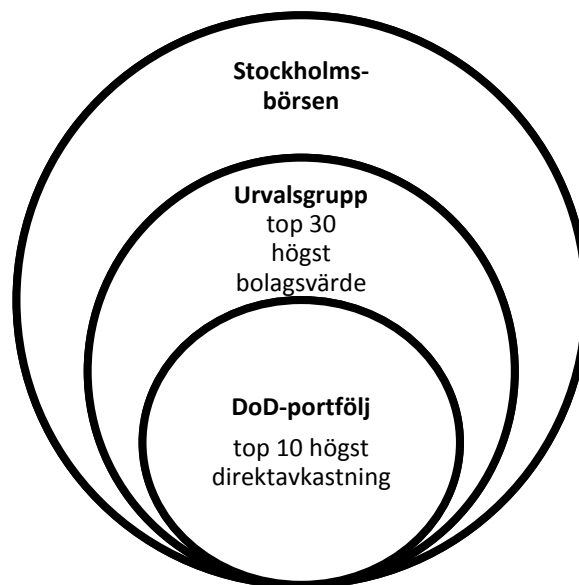 Stockholms-
börsen
Urvalsgrupp
top 30
högst
bolagsvärde
DoD-portfölj
top 10 högst
direktavkastning